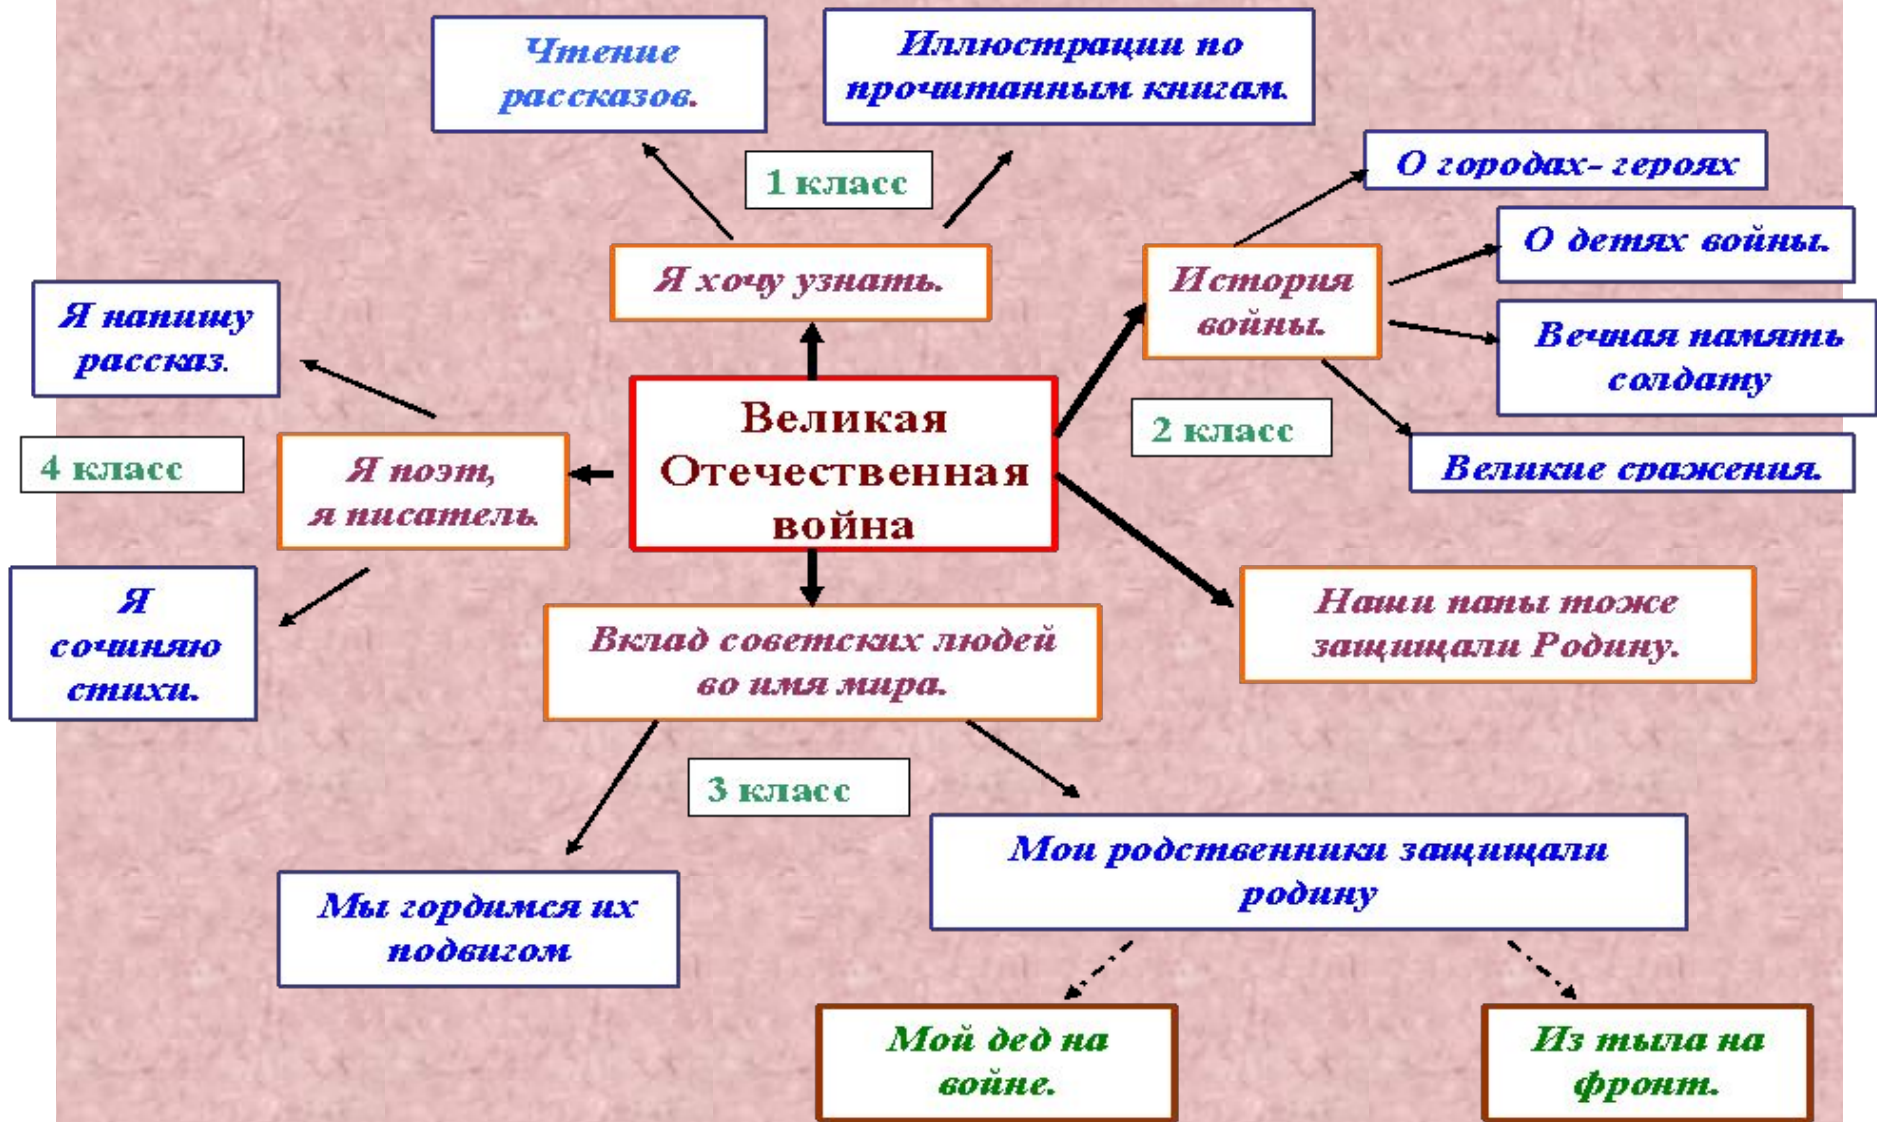 Чтение
рассказов.
Иллюстрации по
прочитанным книгам.
1 класс
О городах- героях
Я хочу узнать.
История
войны.
О детях войны.
Вечная память
солдату
Великие сражения.
2 класс
Я напишу
рассказ.
4 класс
Я поэт,
я писатель.
Я
сочиняю
стихи.
Великая
Отечественная
война
Наши папы тоже
защищали Родину.
Вклад советских людей
во имя мира.
3 класс
Мы гордимся их
подвигом
Мои родственники защищали
родину
Мой дед на
войне.
Из тыла на
фронт.